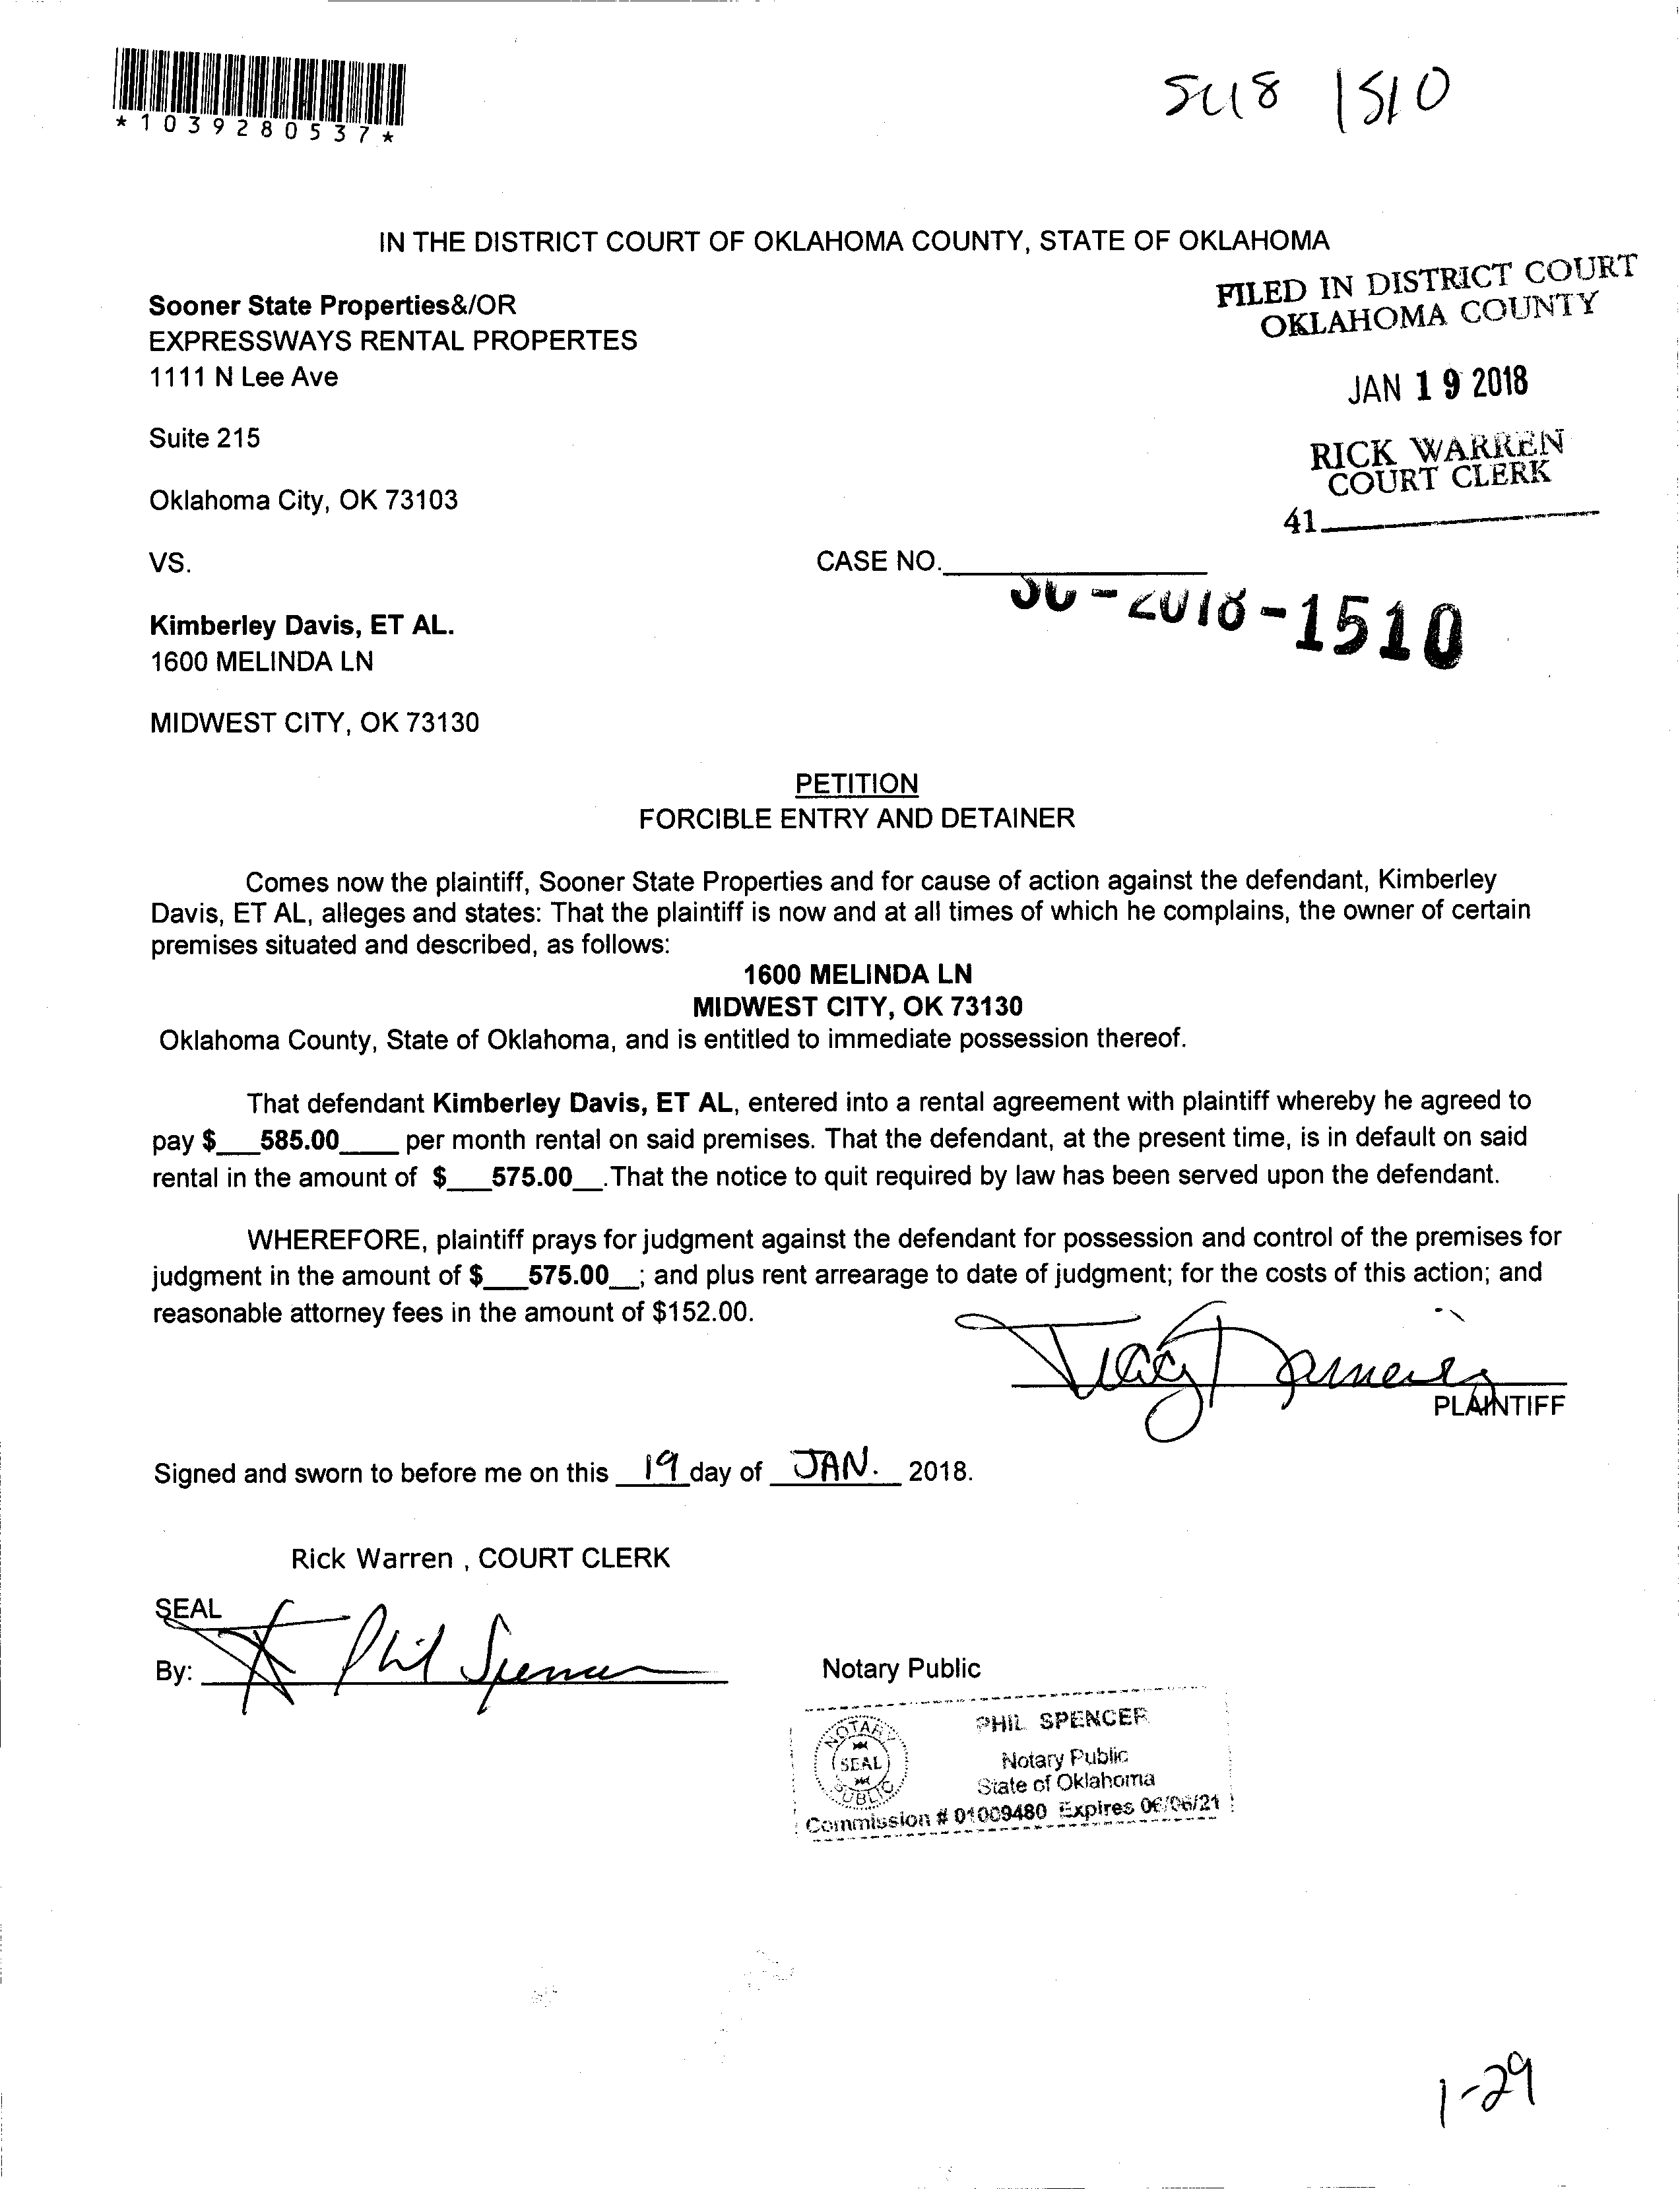 *1039280537*
1510
IN THE DISTRICT COURT OF OKLAHOMA COUNTY, STATE OF OKLAHOMA
FILED IN DISTRICT COURT
OKLAHOMA COUNTY
JAN 19 2018
RICK WARREN
COURT CLERK
41
Sooner State Properties&/OR
EXPRESSWAYS RENTAL PROPERTES
1111 N Lee Ave
Suite 215
Oklahoma City, OK 73103
VS.
CASE NO.
SC-2018-1510
Kimberley Davis, ET AL.
1600 MELINDA LN
MIDWEST CITY, OK 73130
PETITION
FORCIBLE ENTRY AND DETAINER
Comes now the plaintiff, Sooner State Properties and for cause of action against the defendant, Kimberley
Davis, ET AL, alleges and states: That the plaintiff is now and at all times of which he complains, the owner of certain
premises situated and described, as follows:
1600 MELINDA LN
MIDWEST CITY, OK 73130
Oklahoma County, State of Oklahoma, and is entitled to immediate possession thereof.
That defendant Kimberley Davis, ET AL, entered into a rental agreement with plaintiff whereby he agreed to
pay $___585.00____ per month rental on said premises. That the defendant, at the present time, is in default on said
rental in the amount of $___575.00__.That the notice to quit required by law has been served upon the defendant.
WHEREFORE, plaintiff prays for judgment against the defendant for possession and control of the premises for
judgment in the amount of $___575.00__; and plus rent arrearage to date of judgment; for the costs of this action; and
reasonable attorney fees in the amount of $152.00.
PLAINTIFF
Signed and sworn to before me on this 19 day of JAN. 2018.
Rick Warren , COURT CLERK
SEAL
By: Phil Spencer
Notary Public
NOTARY
SEAL
PUBLIC
PHIL SPENCER
Notary Public
State of Oklahoma
Commission # 01009480 Expires 06/06/21
1-29